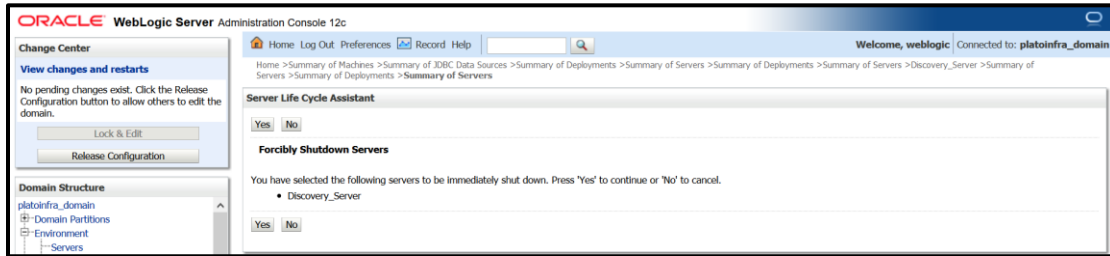 ORACLE WebLogic Server Administration Console 12c
Change Center
View changes and restarts
No pending changes exist. Click the Release
Configuration button to allow others to edit the
domain.
Lock & Edit
Release Configuration
Domain Structure
platoinfra_domain
Domain Partitions
Environment
Servers
Home Log Out Preferences Record Help
Welcome, weblogic Connected to: platoinfra_domain
Home >Summary of Machines >Summary of JDBC Data Sources >Summary of Deployments >Summary of Servers >Summary of Deployments >Summary of Servers >Discovery_Server >Summary of
Servers >Summary of Deployments >Summary of Servers
Server Life Cycle Assistant
Yes No
Forcibly Shutdown Servers
You have selected the following servers to be immediately shut down. Press 'Yes' to continue or 'No' to cancel.
• Discovery_Server
Yes No